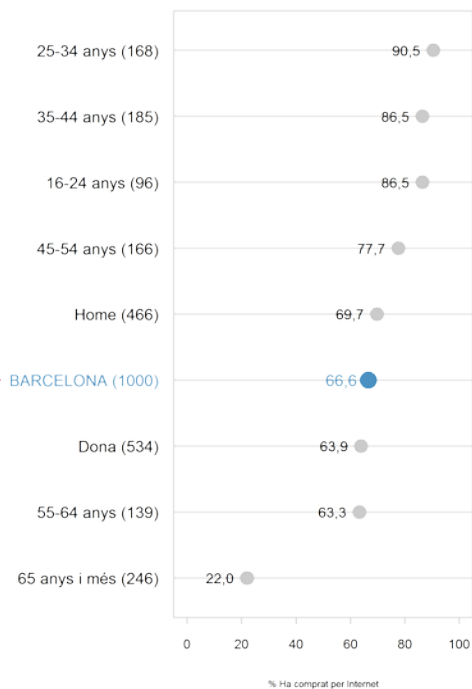 25-34 anys (168) 90,5
35-44 anys (185) 86,5
16-24 anys (96) 86,5
45-54 anys (166) 77,7
Home (466) 69,7
BARCELONA (1000) 66,6
Dona (534) 63,9
55-64 anys (139) 63,3
65 anys i més (246) 22,0
0 20 40 60 80 100
% Ha comprat per Internet